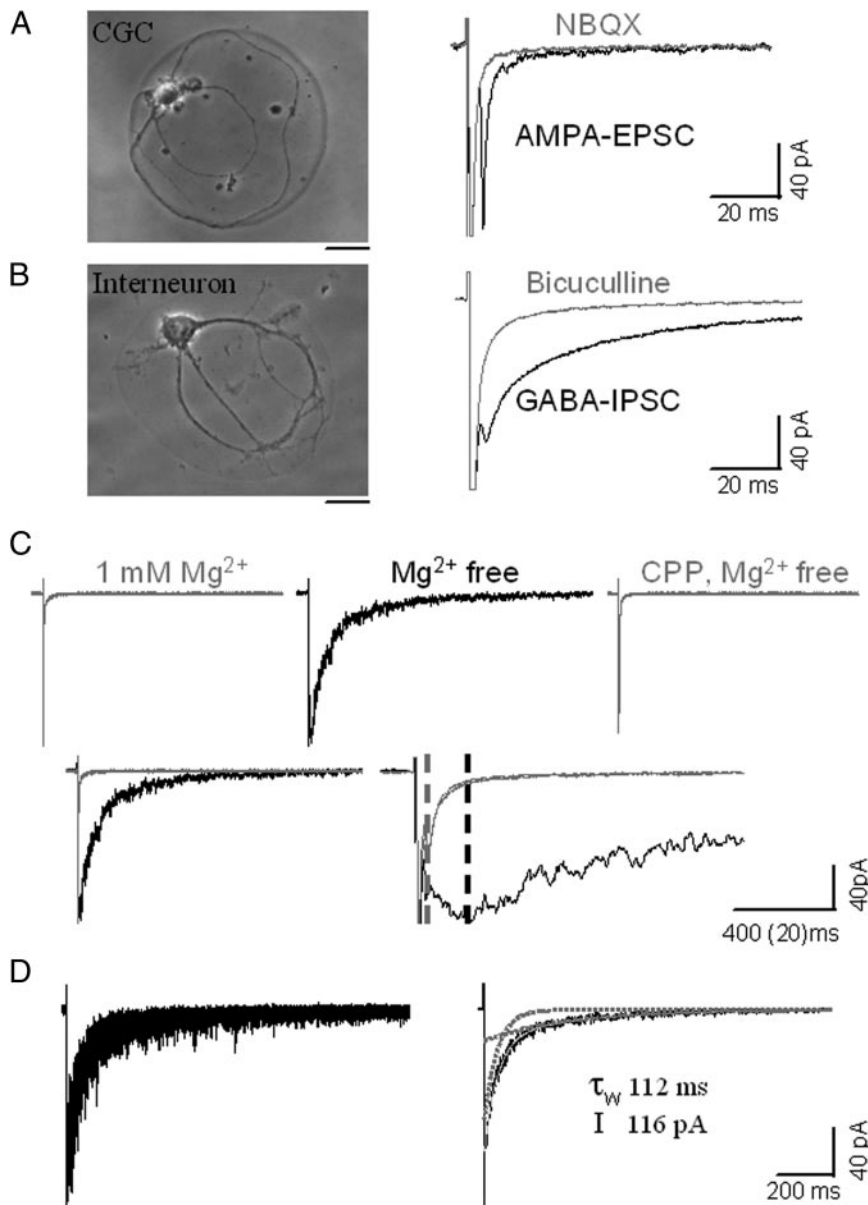 A
CGC
NBQX
AMPA-EPSC
40 pA
20 ms
B
Interneuron
Bicuculline
GABA-IPSC
40 pA
20 ms
C
1 mM Mg²⁺
Mg²⁺ free
CPP, Mg²⁺ free
40pA
400 (20)ms
D
τ_W 112 ms
I 116 pA
40 pA
200 ms